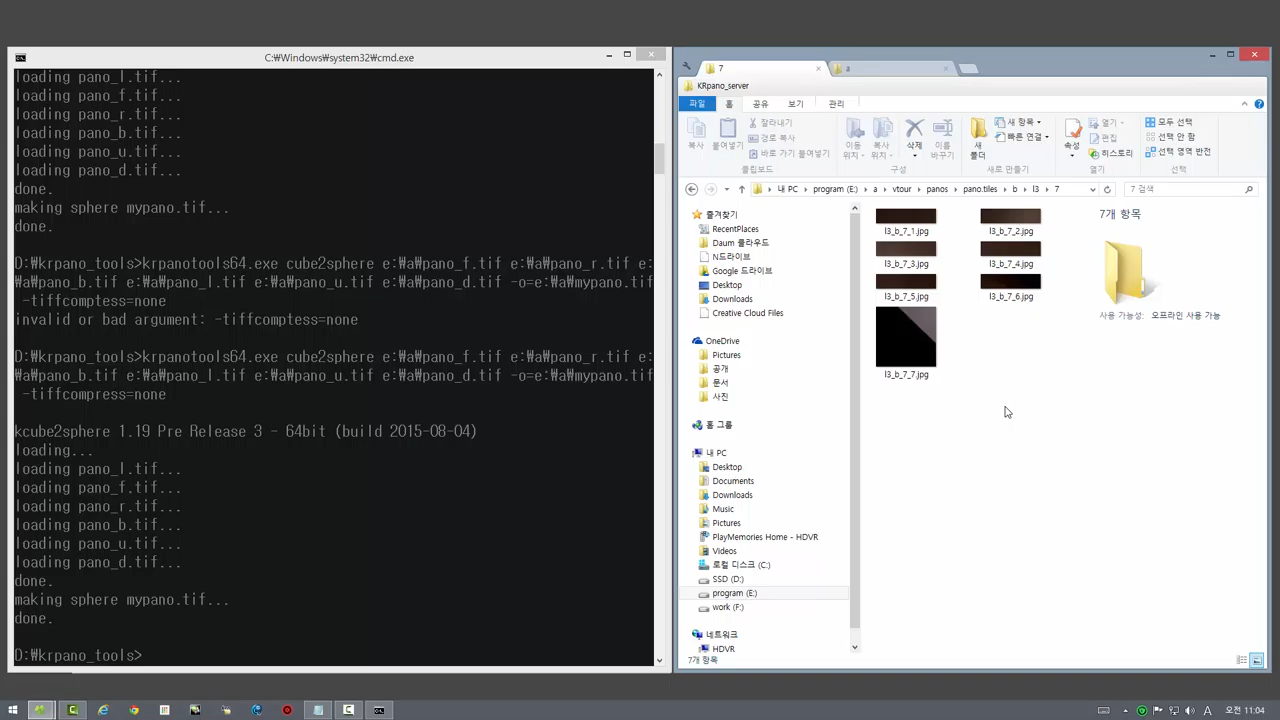 C:₩Windows₩system32₩cmd.exe
loading pano_l.tif...
loading pano_f.tif...
loading pano_r.tif...
loading pano_b.tif...
loading pano_u.tif...
loading pano_d.tif...
done.
making sphere mypano.tif...
done.
D:₩krpano_tools>krpanotools64.exe cube2sphere e:₩a₩pano_f.tif e:₩a₩pano_r.tif e:
₩a₩pano_b.tif e:₩a₩pano_l.tif e:₩a₩pano_u.tif e:₩a₩pano_d.tif -o=e:₩a₩mypano.tif
-tiffcomptess=none
invalid or bad argument: -tiffcomptess=none
D:₩krpano_tools>krpanotools64.exe cube2sphere e:₩a₩pano_f.tif e:₩a₩pano_r.tif e:
₩a₩pano_b.tif e:₩a₩pano_l.tif e:₩a₩pano_u.tif e:₩a₩pano_d.tif -o=e:₩a₩mypano.tif
-tiffcompress=none
kcube2sphere 1.19 Pre Release 3 - 64bit (build 2015-08-04)
loading...
loading pano_l.tif...
loading pano_f.tif...
loading pano_r.tif...
loading pano_b.tif...
loading pano_u.tif...
loading pano_d.tif...
done.
making sphere mypano.tif...
done.
D:₩krpano_tools>
7
a
KRpano_server
파일 홈 공유 보기 관리
복사
붙여넣기
잘라내기
경로 복사
바로 가기 붙여넣기
클립보드
이동 위치
복사 위치
삭제
이름 바꾸기
구성
새 폴더
새 항목
빠른 연결
새로 만들기
속성
열기
편집
히스토리
열기
모두 선택
선택 안 함
선택 영역 반전
선택
내 PC program (E:) a vtour panos pano.tiles b l3 7
7 검색
즐겨찾기
RecentPlaces
Daum 클라우드
N드라이브
Google 드라이브
Desktop
Downloads
Creative Cloud Files
OneDrive
Pictures
공개
문서
사진
홈 그룹
내 PC
Desktop
Documents
Downloads
Music
Pictures
PlayMemories Home - HDVR
Videos
로컬 디스크 (C:)
SSD (D:)
program (E:)
work (F:)
네트워크
HDVR
l3_b_7_1.jpg l3_b_7_2.jpg
l3_b_7_3.jpg l3_b_7_4.jpg
l3_b_7_5.jpg l3_b_7_6.jpg
l3_b_7_7.jpg
7개 항목
사용 가능성: 오프라인 사용 가능
7개 항목
A 오전 11:04